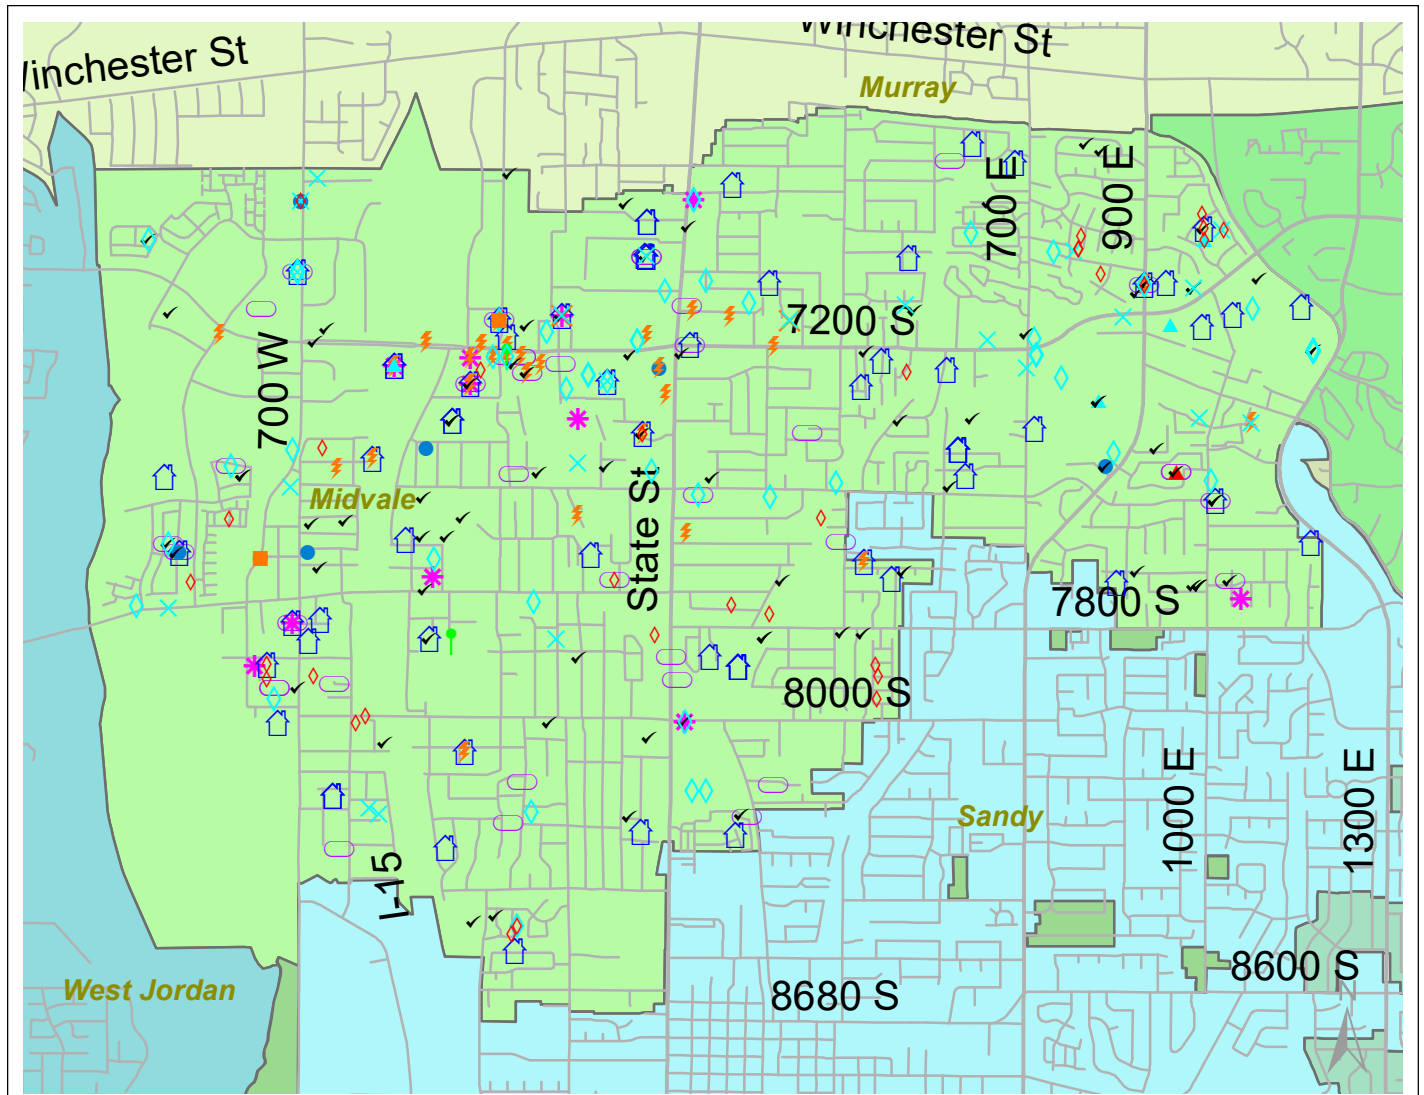 Winchester St
Winchester St
Murray
700 E
900 E
7200 S
700 W
Midvale
State St
7800 S
8000 S
1000 E
1300 E
Sandy
I-15
8600 S
West Jordan
8680 S